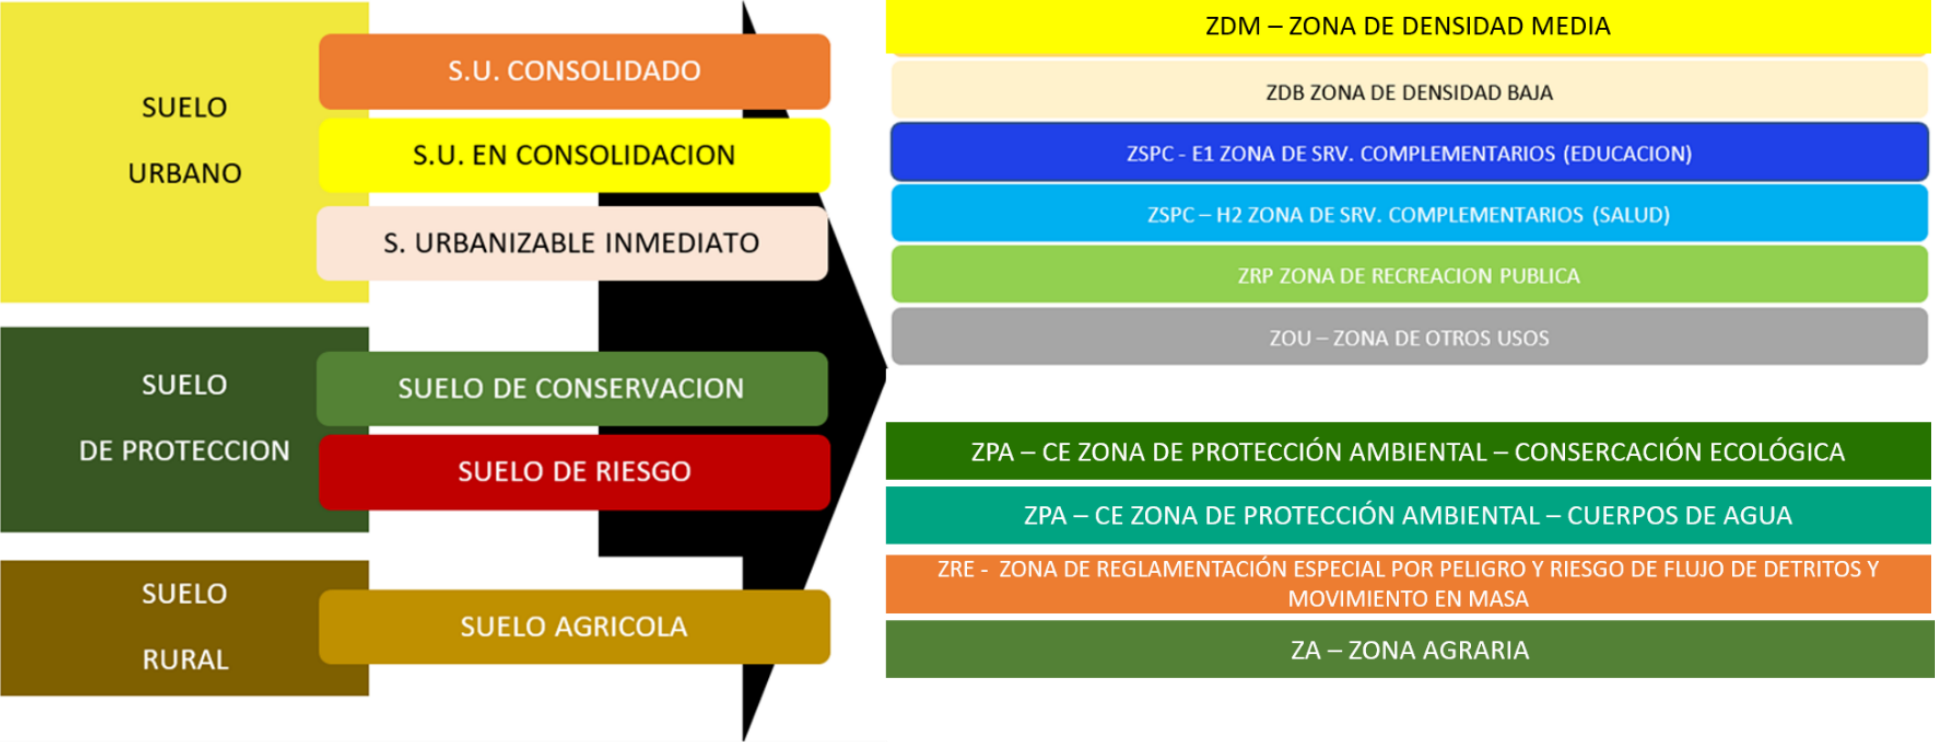 SUELO
URBANO
S.U. CONSOLIDADO
S.U. EN CONSOLIDACION
S. URBANIZABLE INMEDIATO
SUELO
DE PROTECCION
SUELO DE CONSERVACION
SUELO DE RIESGO
SUELO
RURAL
SUELO AGRICOLA
ZDM – ZONA DE DENSIDAD MEDIA
ZDB ZONA DE DENSIDAD BAJA
ZSPC - E1 ZONA DE SRV. COMPLEMENTARIOS (EDUCACION)
ZSPC – H2 ZONA DE SRV. COMPLEMENTARIOS (SALUD)
ZRP ZONA DE RECREACION PUBLICA
ZOU – ZONA DE OTROS USOS
ZPA – CE ZONA DE PROTECCIÓN AMBIENTAL – CONSERCACIÓN ECOLÓGICA
ZPA – CE ZONA DE PROTECCIÓN AMBIENTAL – CUERPOS DE AGUA
ZRE - ZONA DE REGLAMENTACIÓN ESPECIAL POR PELIGRO Y RIESGO DE FLUJO DE DETRITOS Y
MOVIMIENTO EN MASA
ZA – ZONA AGRARIA